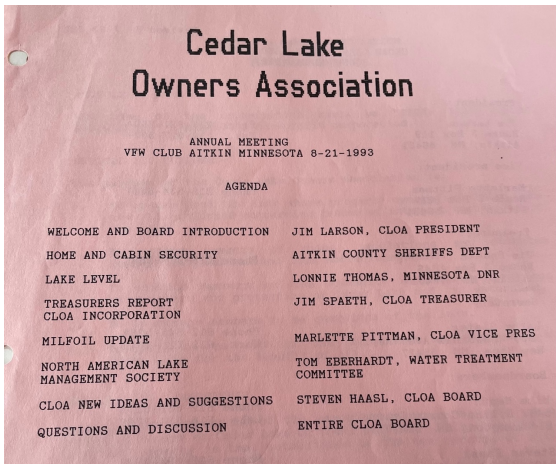 Cedar Lake
Owners Association
ANNUAL MEETING
VFW CLUB AITKIN MINNESOTA 8-21-1993
AGENDA
WELCOME AND BOARD INTRODUCTION JIM LARSON, CLOA PRESIDENT
HOME AND CABIN SECURITY AITKIN COUNTY SHERIFFS DEPT
LAKE LEVEL LONNIE THOMAS, MINNESOTA DNR
TREASURERS REPORT JIM SPAETH, CLOA TREASURER
CLOA INCORPORATION
MILFOIL UPDATE MARLETTE PITTMAN, CLOA VICE PRES
NORTH AMERICAN LAKE TOM EBERHARDT, WATER TREATMENT
MANAGEMENT SOCIETY COMMITTEE
CLOA NEW IDEAS AND SUGGESTIONS STEVEN HAASL, CLOA BOARD
QUESTIONS AND DISCUSSION ENTIRE CLOA BOARD